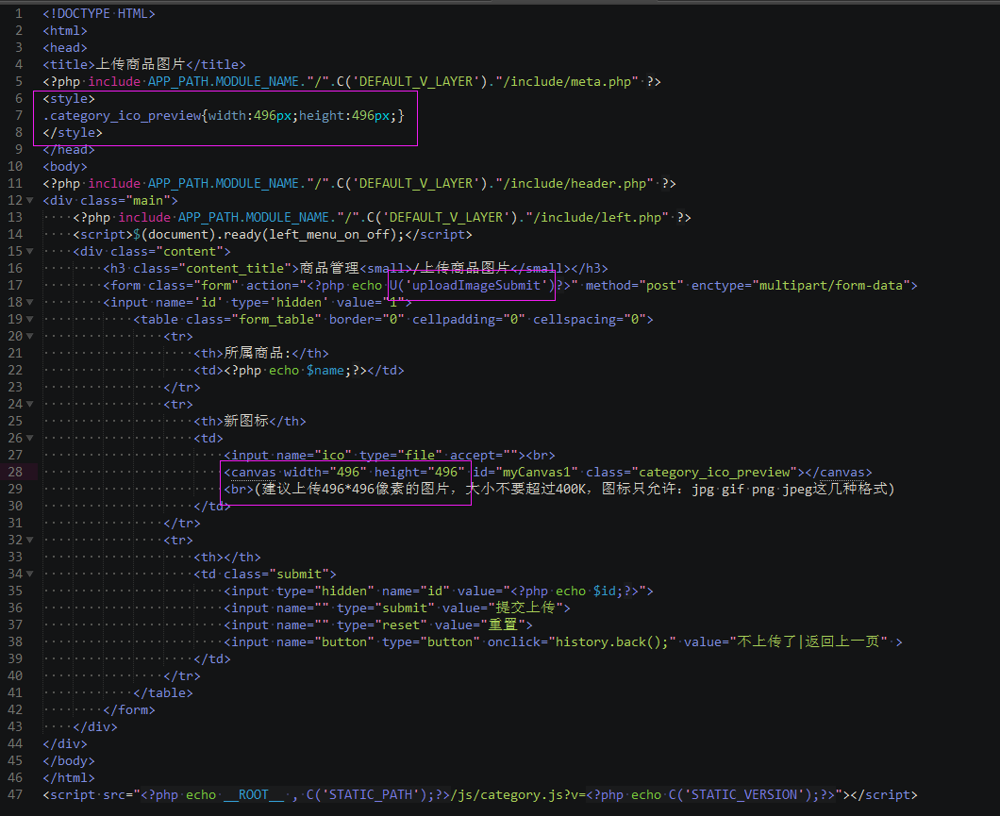 1 <!DOCTYPE HTML>
2 <html>
3 <head>
4 <title>上传商品图片</title>
5 <?php include APP_PATH.MODULE_NAME."/".C('DEFAULT_V_LAYER')."/include/meta.php" ?>
6 <style>
7 .category_ico_preview{width:496px;height:496px;}
8 </style>
9 </head>
10 <body>
11 <?php include APP_PATH.MODULE_NAME."/".C('DEFAULT_V_LAYER')."/include/header.php" ?>
12 <div class="main">
13 <?php include APP_PATH.MODULE_NAME."/".C('DEFAULT_V_LAYER')."/include/left.php" ?>
14 <script>$(document).ready(left_menu_on_off);</script>
15 <div class="content">
16 <h3 class="content_title">商品管理<small>/上传商品图片</small></h3>
17 <form class="form" action="<?php echo U('uploadImageSubmit')?>" method="post" enctype="multipart/form-data">
18 <input name='id' type='hidden' value="1">
19 <table class="form_table" border="0" cellpadding="0" cellspacing="0">
20 <tr>
21 <th>所属商品:</th>
22 <td><?php echo $name;?></td>
23 </tr>
24 <tr>
25 <th>新图标</th>
26 <td>
27 <input name="ico" type="file" accept=""><br>
28 <canvas width="496" height="496" id="myCanvas1" class="category_ico_preview"></canvas>
29 <br>(建议上传496*496像素的图片，大小不要超过400K，图标只允许：jpg gif png jpeg这几种格式)
30 </td>
31 </tr>
32 <tr>
33 <th></th>
34 <td class="submit">
35 <input type="hidden" name="id" value="<?php echo $id;?>">
36 <input name="" type="submit" value="提交上传">
37 <input name="" type="reset" value="重置">
38 <input name="button" type="button" onclick="history.back();" value="不上传了|返回上一页" >
39 </td>
40 </tr>
41 </table>
42 </form>
43 </div>
44 </div>
45 </body>
46 </html>
47 <script src="<?php echo __ROOT__ , C('STATIC_PATH');?>/js/category.js?v=<?php echo C('STATIC_VERSION');?>"></script>